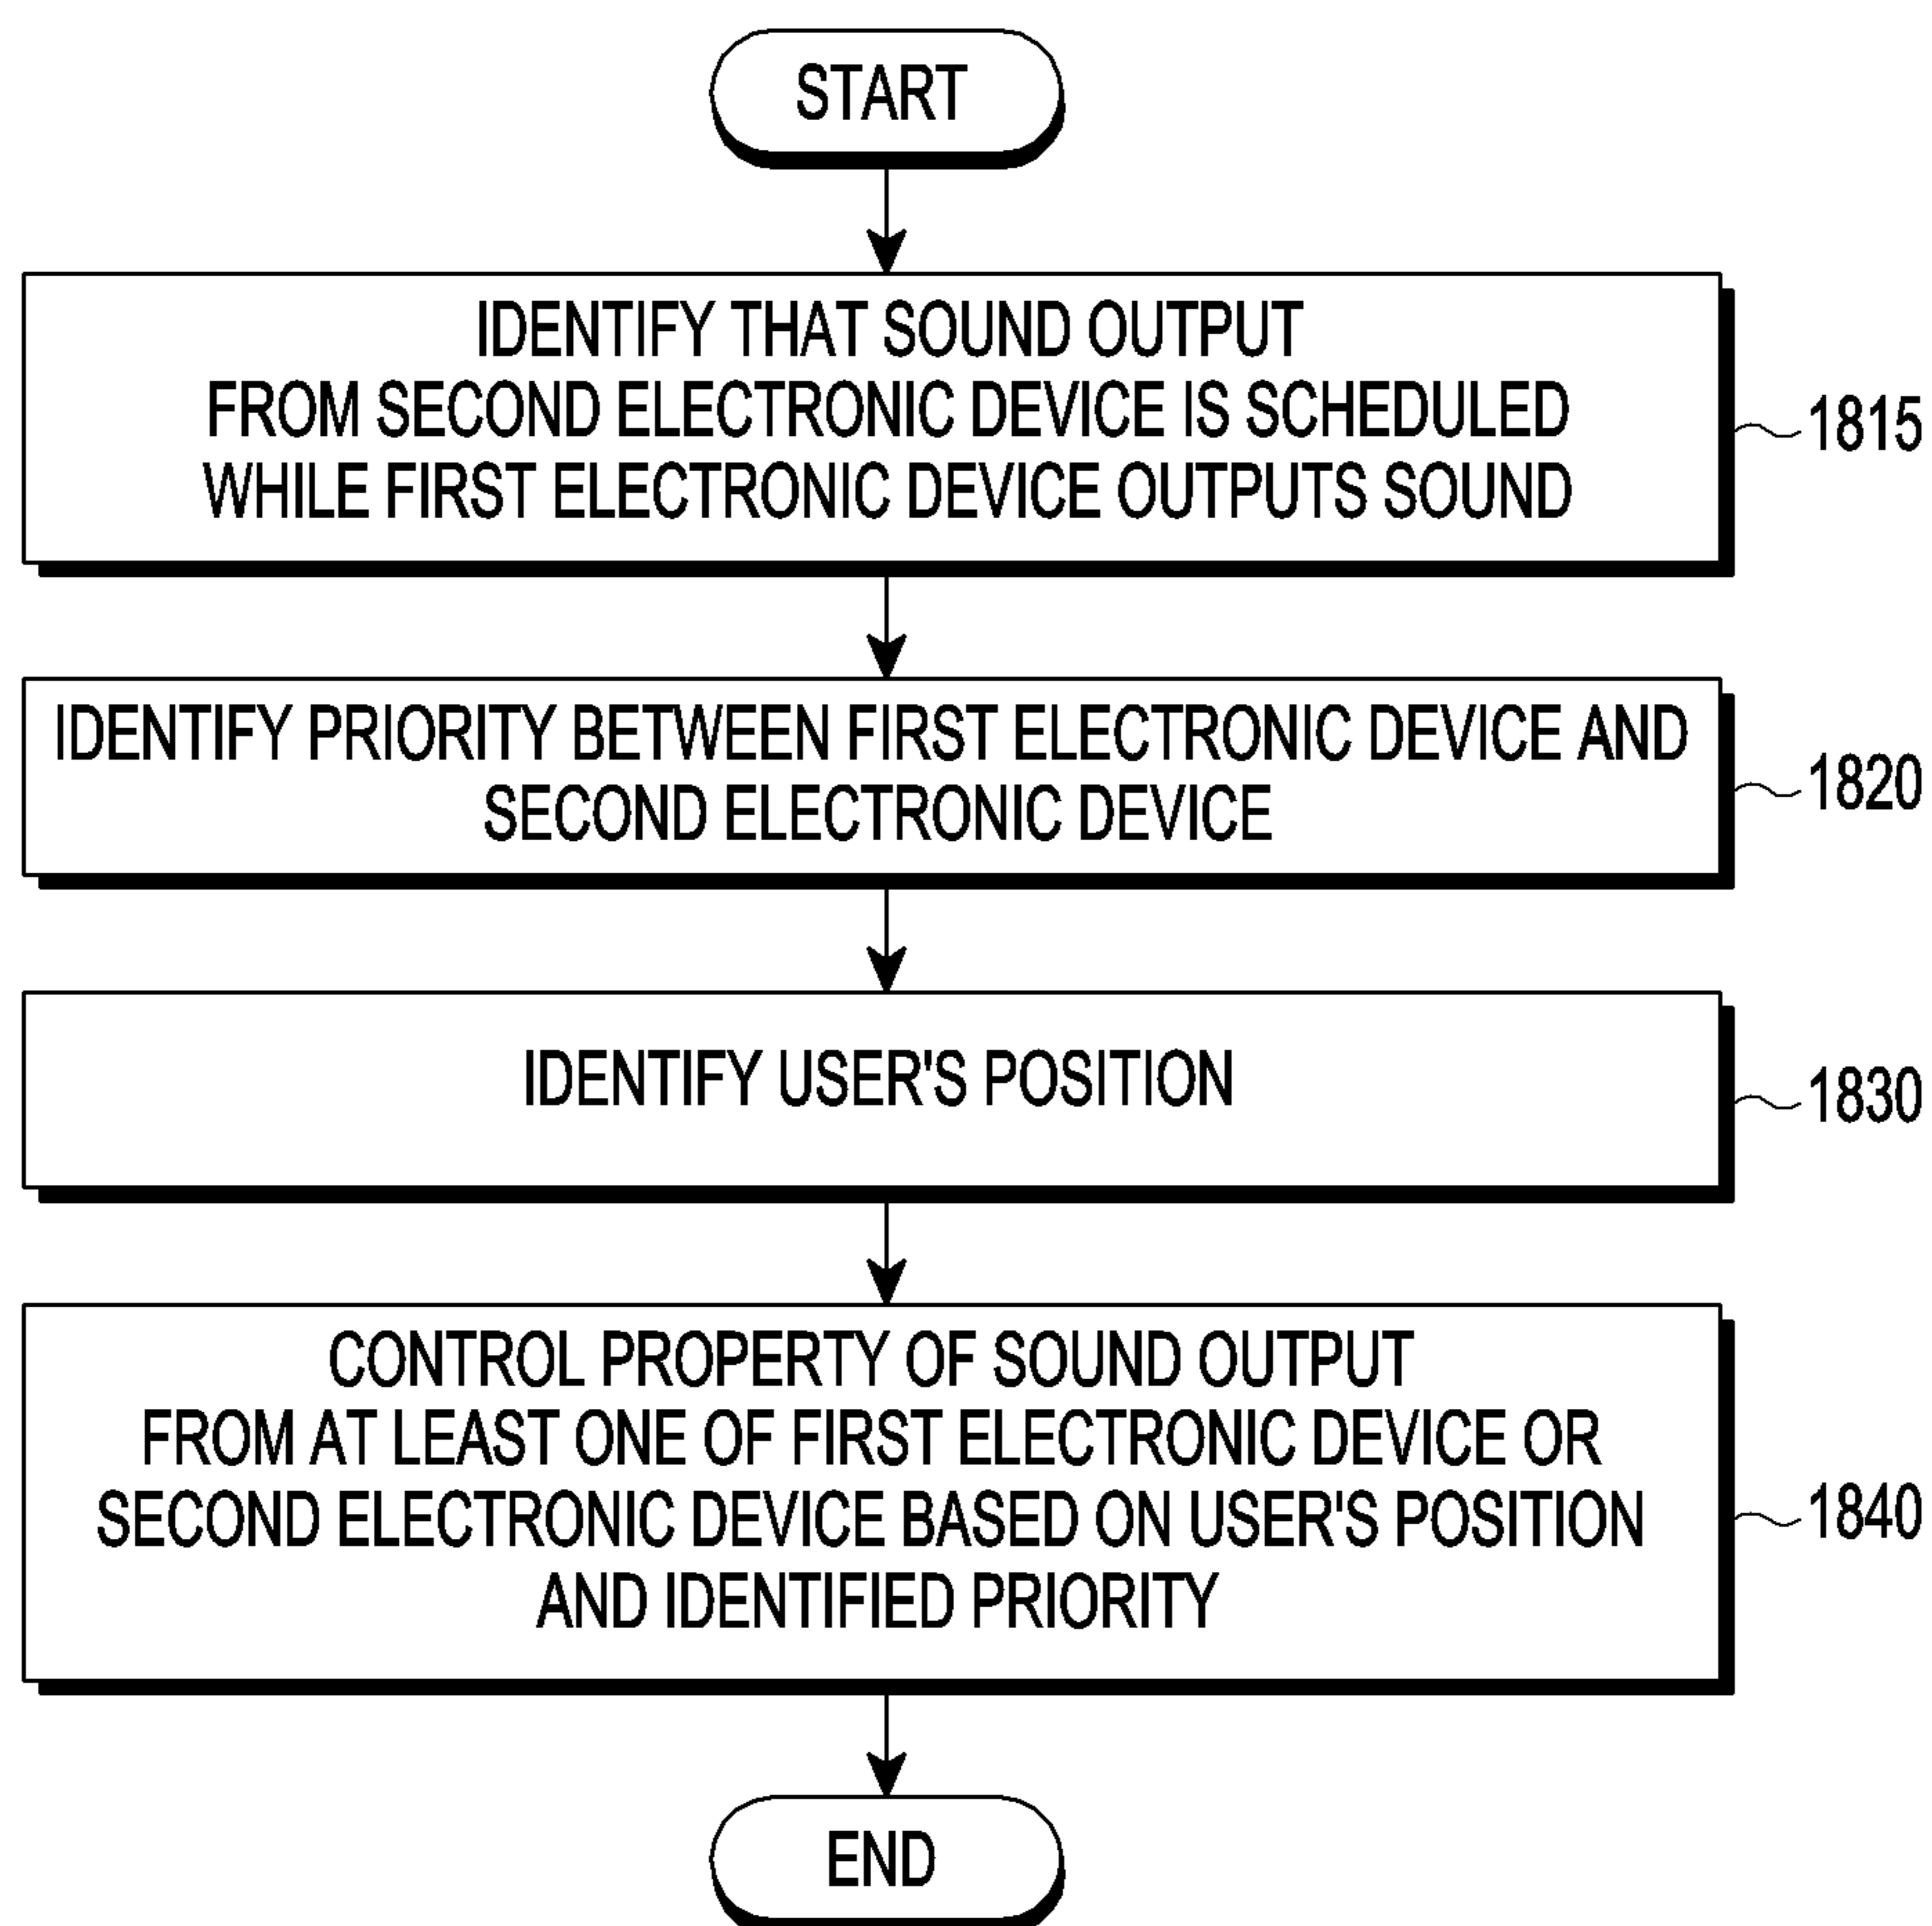 START
IDENTIFY THAT SOUND OUTPUT
FROM SECOND ELECTRONIC DEVICE IS SCHEDULED
WHILE FIRST ELECTRONIC DEVICE OUTPUTS SOUND
1815
IDENTIFY PRIORITY BETWEEN FIRST ELECTRONIC DEVICE AND
SECOND ELECTRONIC DEVICE
1820
IDENTIFY USER'S POSITION
1830
CONTROL PROPERTY OF SOUND OUTPUT
FROM AT LEAST ONE OF FIRST ELECTRONIC DEVICE OR
SECOND ELECTRONIC DEVICE BASED ON USER'S POSITION
AND IDENTIFIED PRIORITY
1840
END